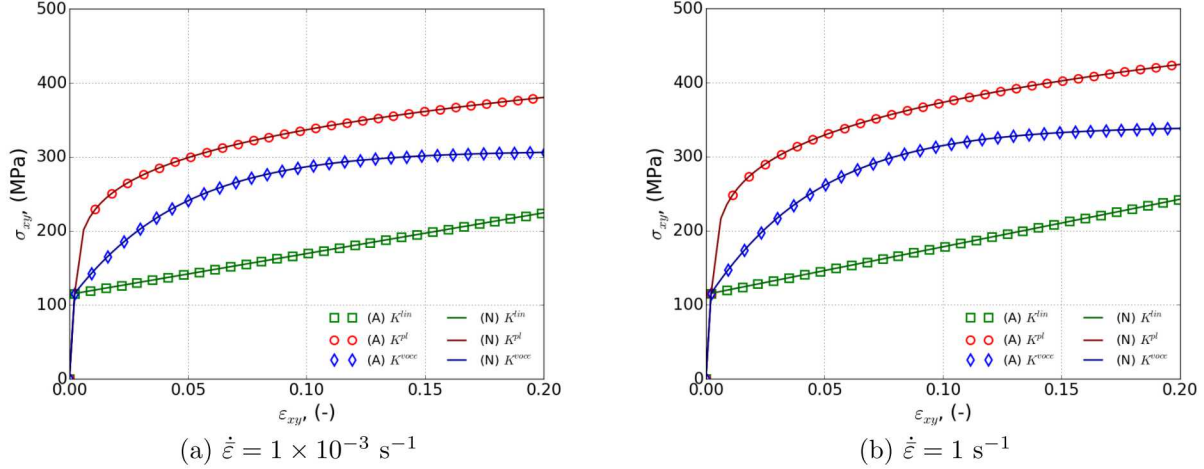 500
400
300
200
100
0
σxy, (MPa)
0.00 0.05 0.10 0.15 0.20
εxy, (-)
(A) K^lin (N) K^lin
(A) K^pl (N) K^pl
(A) K^voce (N) K^voce
(a) ε̄̇ = 1 × 10⁻³ s⁻¹
500
400
300
200
100
0
σxy, (MPa)
0.00 0.05 0.10 0.15 0.20
εxy, (-)
(A) K^lin (N) K^lin
(A) K^pl (N) K^pl
(A) K^voce (N) K^voce
(b) ε̄̇ = 1 s⁻¹